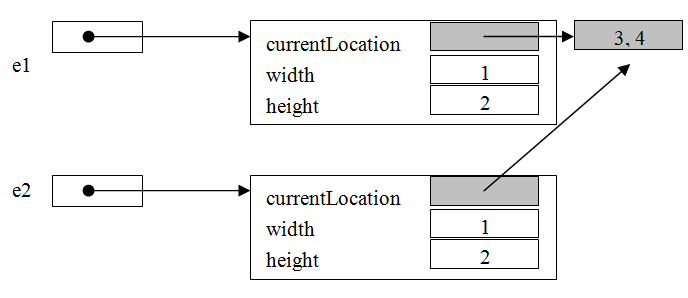 e1
currentLocation
3, 4
width 1
height 2
e2
currentLocation
width 1
height 2